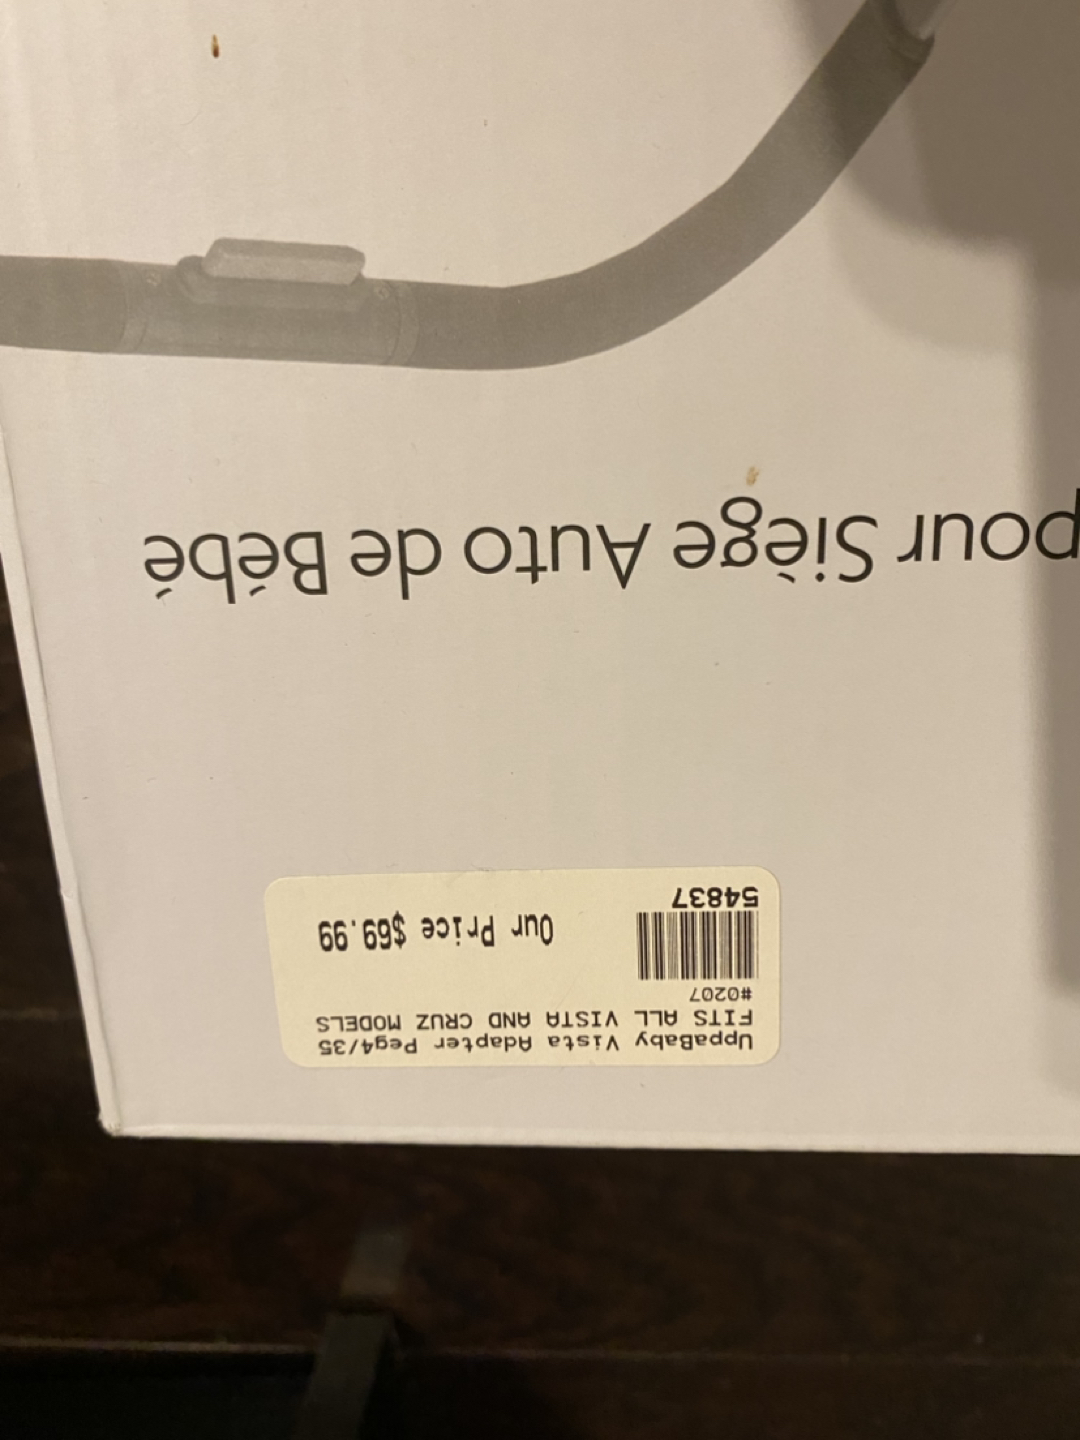 UppaBaby Vista Adapter Peg4/35
FITS ALL VISTA AND CRUZ MODELS
#0207
Our Price $69.99
54837
pour Siège Auto de Bébé